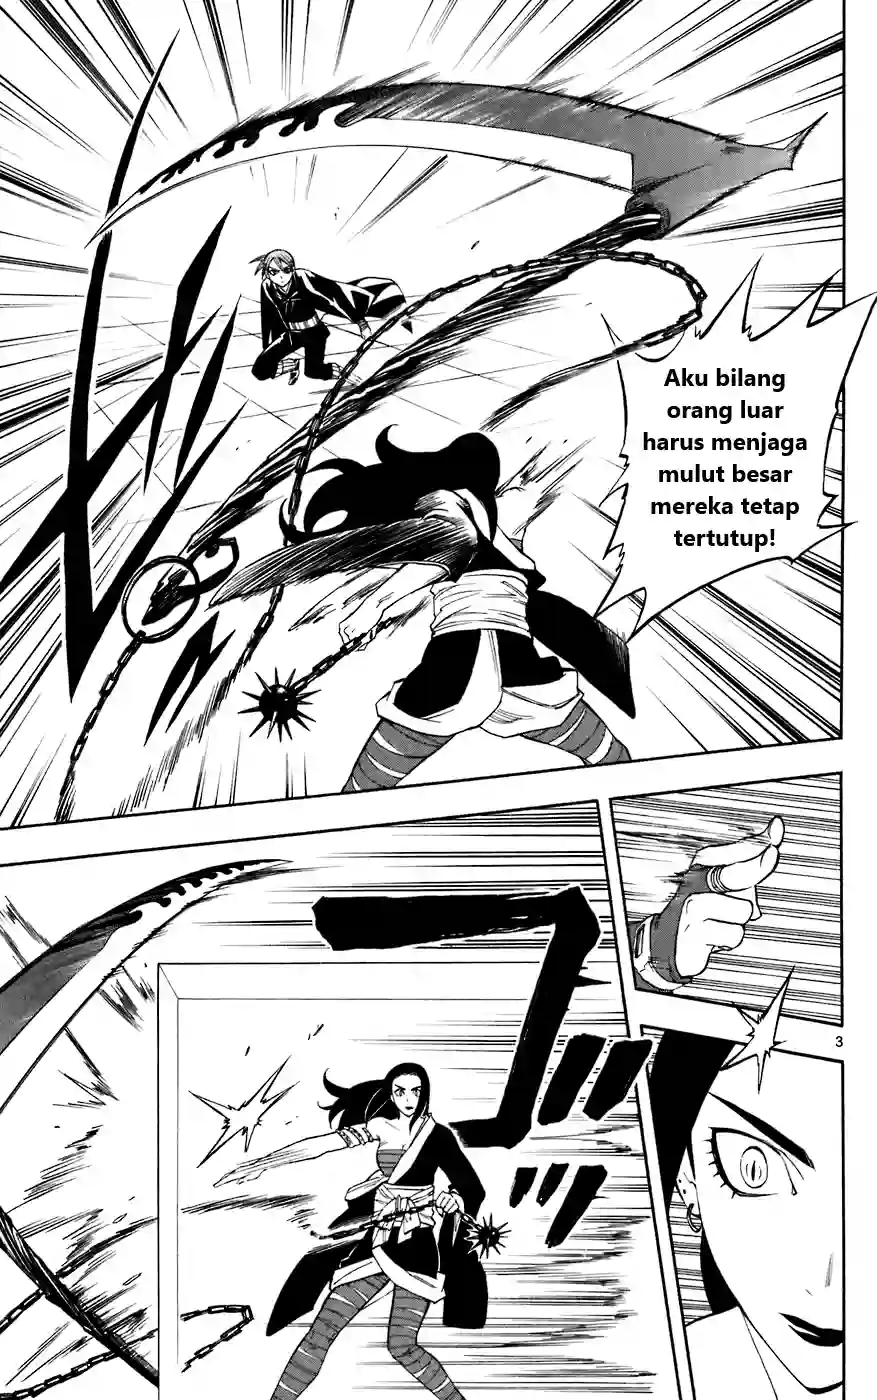 Aku bilang
orang luar
harus menjaga
mulut besar
mereka tetap
tertutup!
3